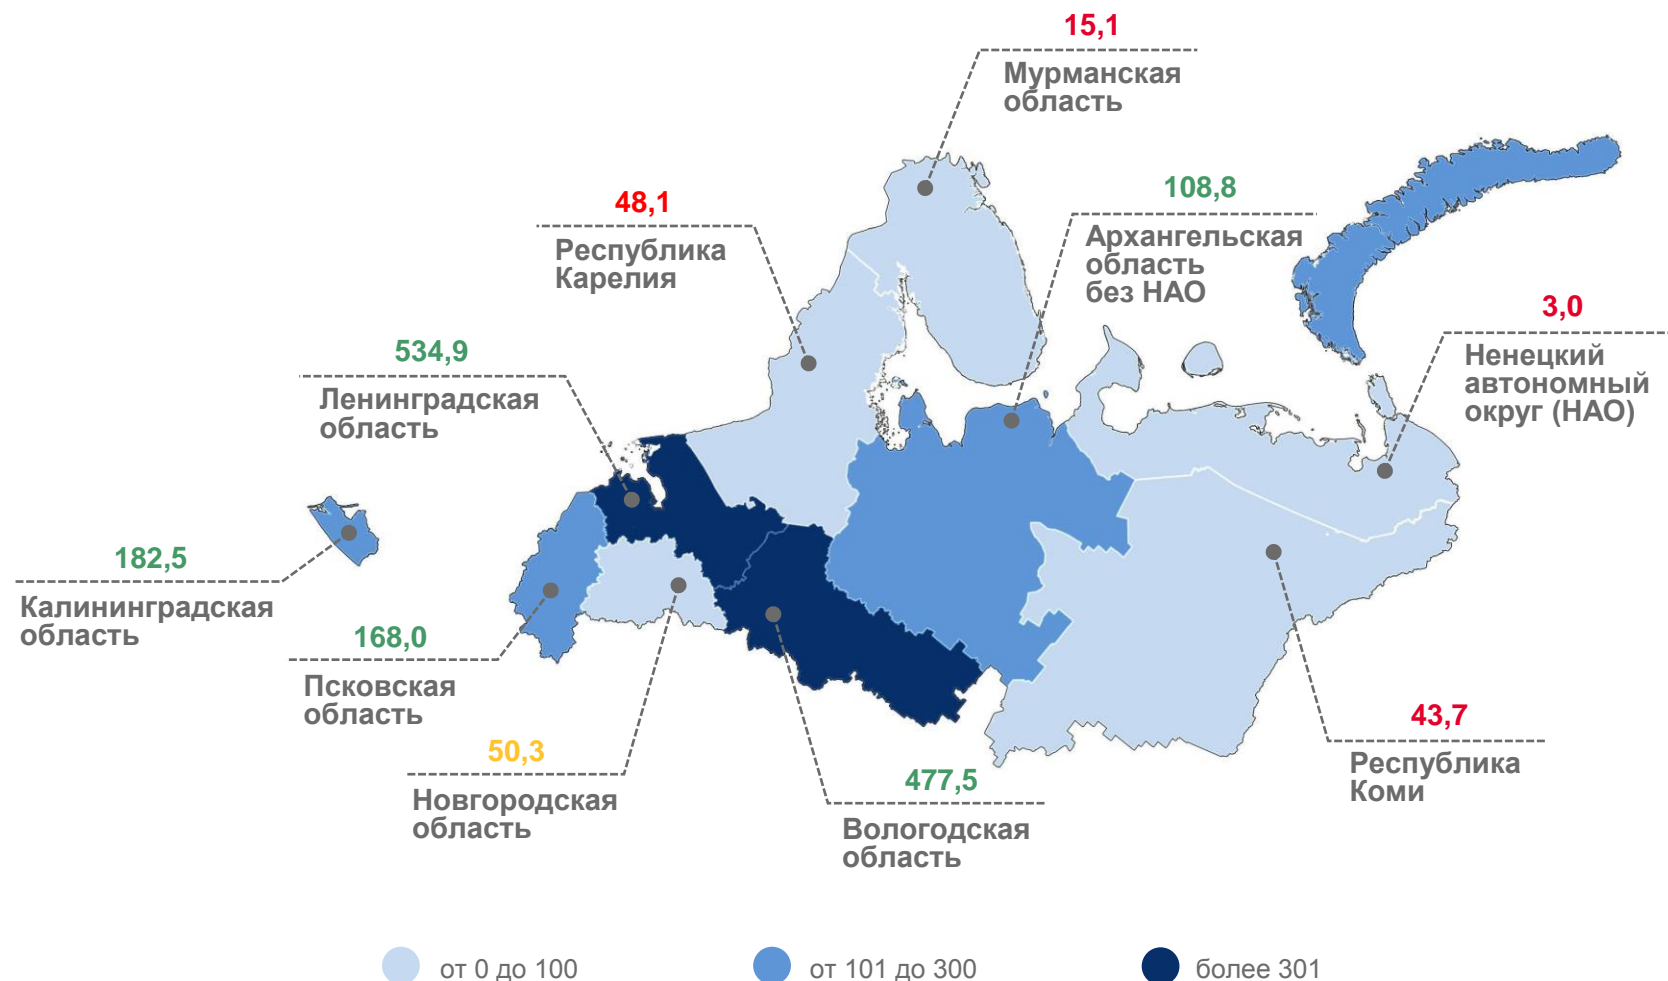 15,1
Мурманская
область
48,1
Республика
Карелия
108,8
Архангельская
область
без НАО
3,0
Ненецкий
автономный
округ (НАО)
534,9
Ленинградская
область
182,5
Калининградская
область
168,0
Псковская
область
50,3
Новгородская
область
477,5
Вологодская
область
43,7
Республика
Коми
от 0 до 100
от 101 до 300
более 301